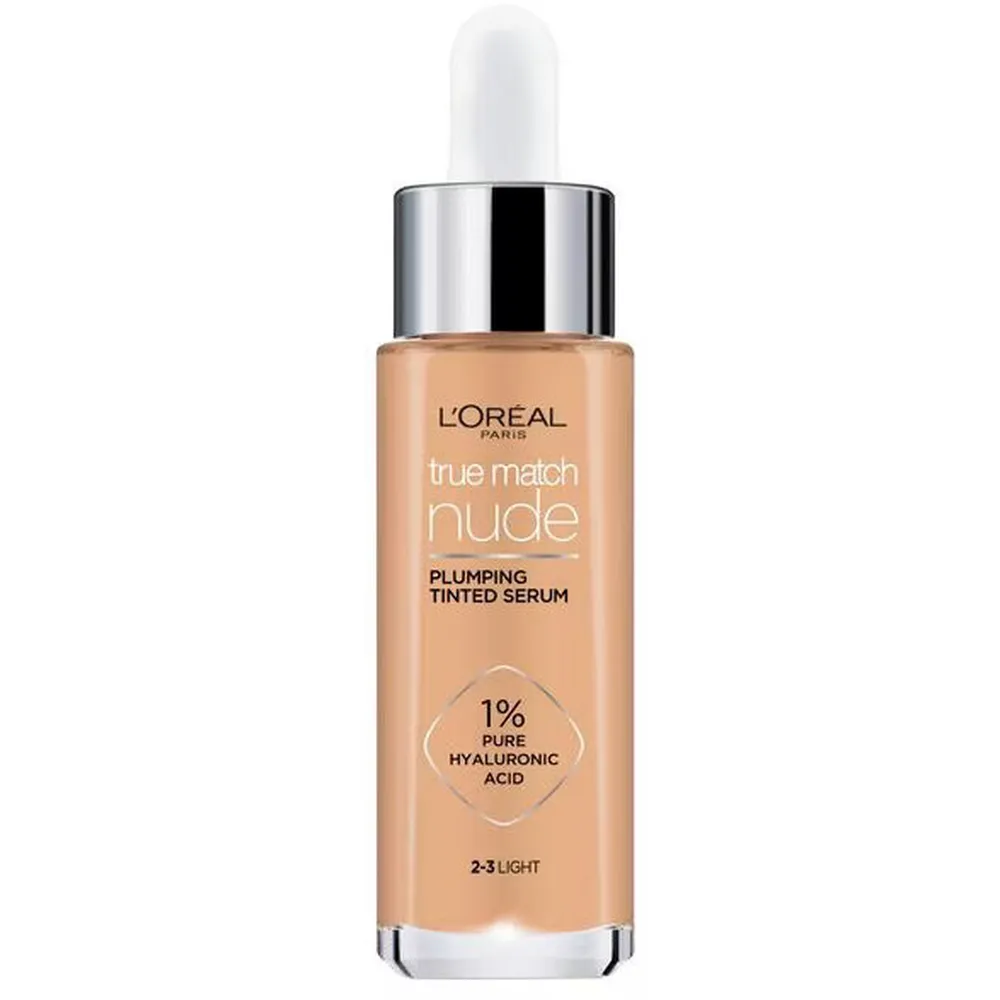 L'ORÉAL
PARIS
true match
nude
PLUMPING
TINTED SERUM
1%
PURE
HYALURONIC
ACID
2-3 LIGHT